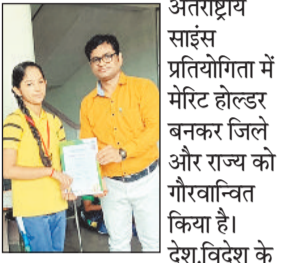 अंतर्राष्ट्रीय
साइंस
प्रतियोगिता में
मेरिट होल्डर
बनकर जिले
और राज्य को
गौरवान्वित
किया है।
देश.विदेश के